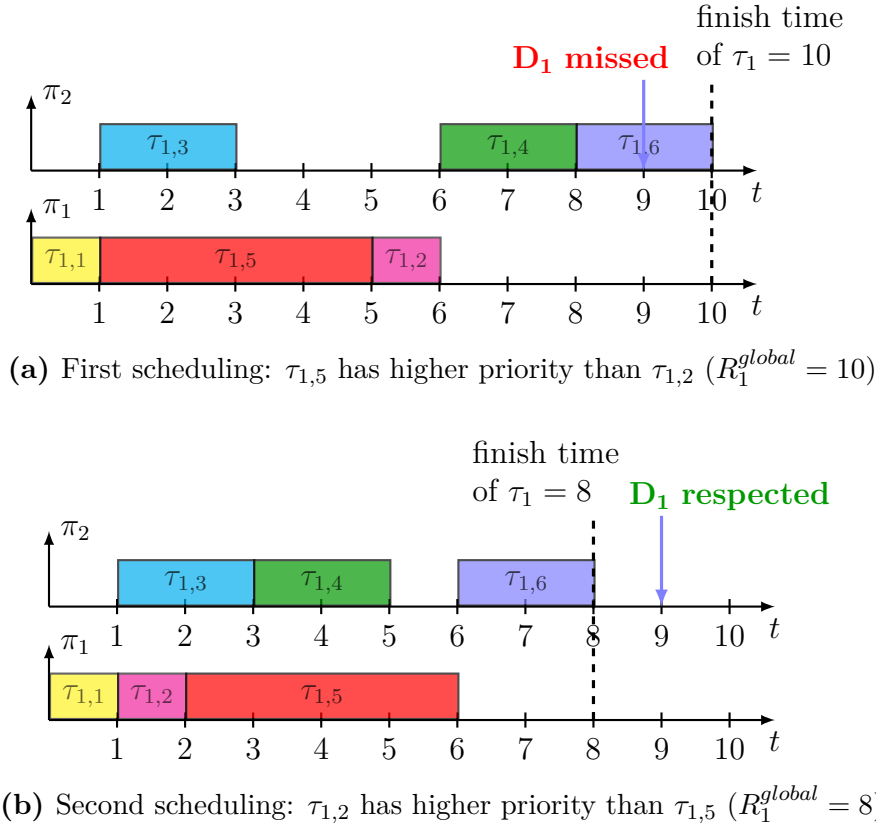 finish time
D₁ missed of τ₁ = 10
π₂
τ₁,₃ τ₁,₄ τ₁,₆
1 2 3 4 5 6 7 8 9 10 t
π₁
τ₁,₁ τ₁,₅ τ₁,₂
1 2 3 4 5 6 7 8 9 10 t
(a) First scheduling: τ₁,₅ has higher priority than τ₁,₂ (R₁^global = 10)
finish time
of τ₁ = 8 D₁ respected
π₂
τ₁,₃ τ₁,₄ τ₁,₆
1 2 3 4 5 6 7 8 9 10 t
π₁
τ₁,₁ τ₁,₂ τ₁,₅
1 2 3 4 5 6 7 8 9 10 t
(b) Second scheduling: τ₁,₂ has higher priority than τ₁,₅ (R₁^global = 8)